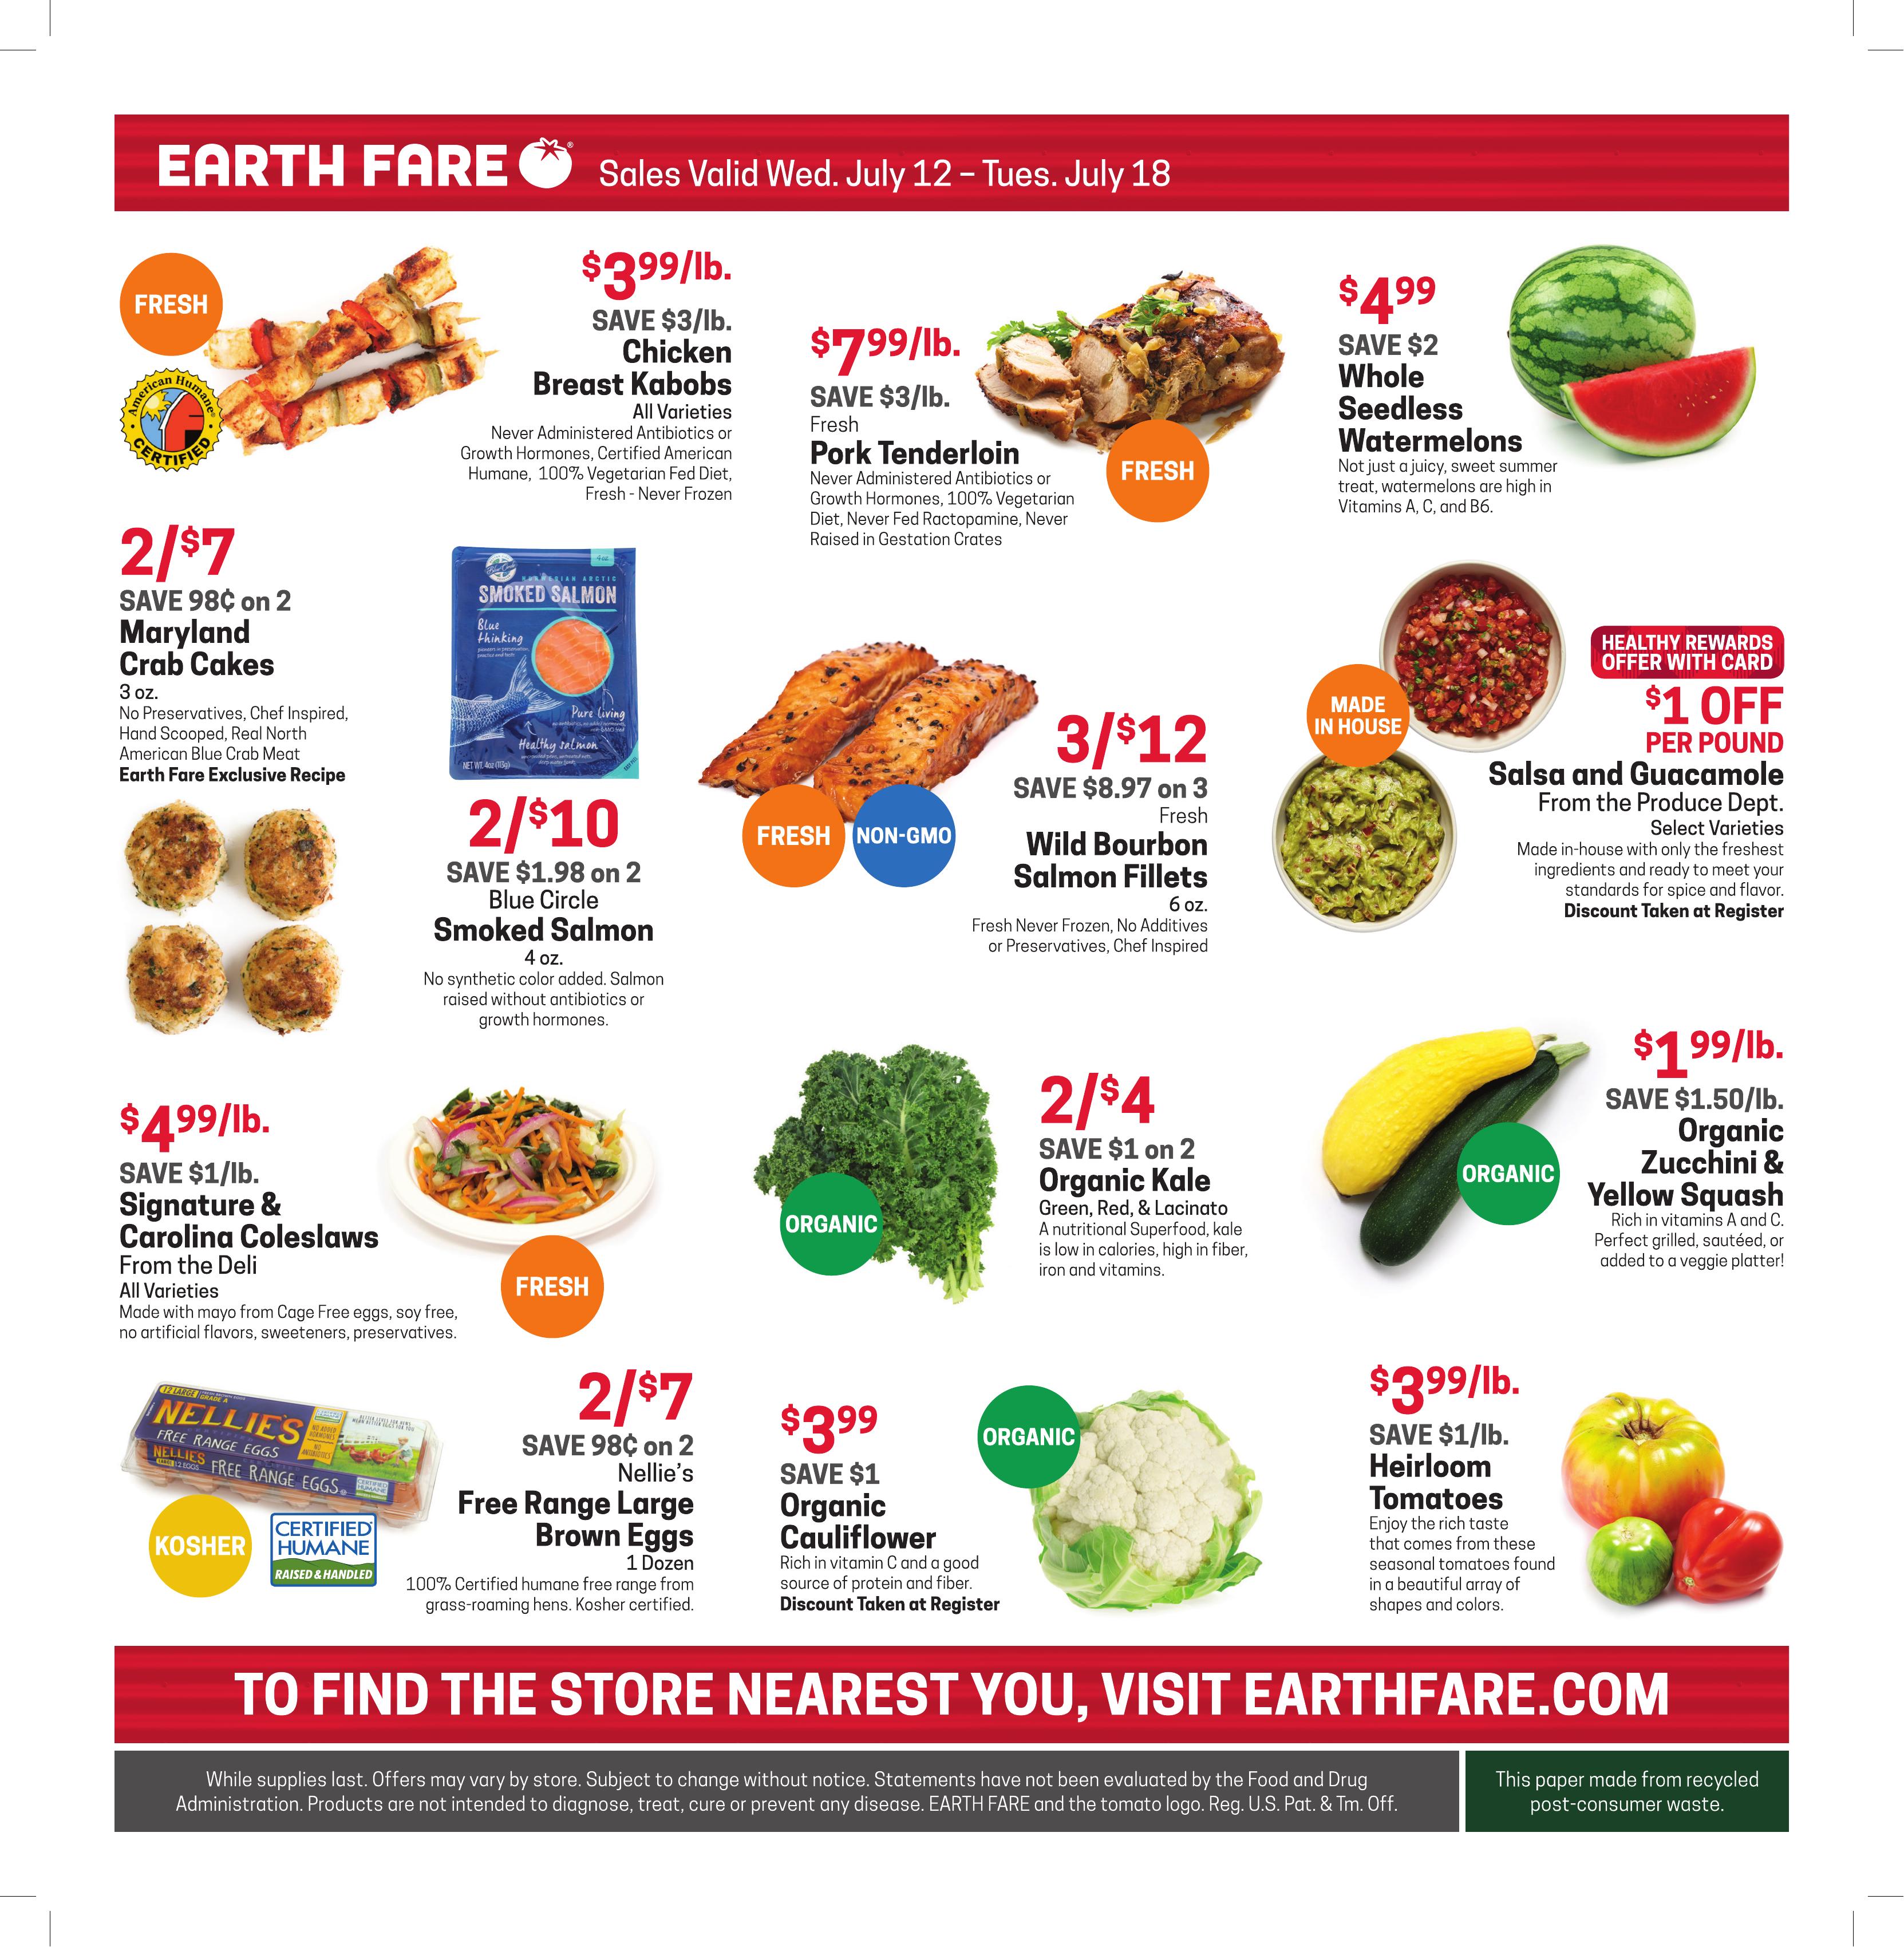 EARTH FARE®
Sales Valid Wed. July 12 – Tues. July 18
FRESH
American Humane®
CERTIFIED
$3 99/lb.
SAVE $3/lb.
Chicken
Breast Kabobs
All Varieties
Never Administered Antibiotics or
Growth Hormones, Certified American
Humane, 100% Vegetarian Fed Diet,
Fresh - Never Frozen
$7 99/lb.
SAVE $3/lb.
Fresh
Pork Tenderloin
Never Administered Antibiotics or
Growth Hormones, 100% Vegetarian
Diet, Never Fed Ractopamine, Never
Raised in Gestation Crates
FRESH
$4 99
SAVE $2
Whole
Seedless
Watermelons
Not just a juicy, sweet summer
treat, watermelons are high in
Vitamins A, C, and B6.
2/$7
SAVE 98¢ on 2
Maryland
Crab Cakes
3 oz.
No Preservatives, Chef Inspired,
Hand Scooped, Real North
American Blue Crab Meat
Earth Fare Exclusive Recipe
4oz
NORWEGIAN ARCTIC
SMOKED SALMON
Blue
thinking
Pure living
Healthy salmon
NET WT. 4oz (113g)
2/$10
SAVE $1.98 on 2
Blue Circle
Smoked Salmon
4 oz.
No synthetic color added. Salmon
raised without antibiotics or
growth hormones.
FRESH
NON-GMO
3/$12
SAVE $8.97 on 3
Fresh
Wild Bourbon
Salmon Fillets
6 oz.
Fresh Never Frozen, No Additives
or Preservatives, Chef Inspired
MADE
IN HOUSE
HEALTHY REWARDS
OFFER WITH CARD
$1 OFF
PER POUND
Salsa and Guacamole
From the Produce Dept.
Select Varieties
Made in-house with only the freshest
ingredients and ready to meet your
standards for spice and flavor.
Discount Taken at Register
$4 99/lb.
SAVE $1/lb.
Signature &
Carolina Coleslaws
From the Deli
All Varieties
Made with mayo from Cage Free eggs, soy free,
no artificial flavors, sweeteners, preservatives.
FRESH
ORGANIC
2/$4
SAVE $1 on 2
Organic Kale
Green, Red, & Lacinato
A nutritional Superfood, kale
is low in calories, high in fiber,
iron and vitamins.
ORGANIC
$1 99/lb.
SAVE $1.50/lb.
Organic
Zucchini &
Yellow Squash
Rich in vitamins A and C.
Perfect grilled, sautéed, or
added to a veggie platter!
12 LARGE GRADE A
NELLIE'S
FREE RANGE EGGS
NO ADDED
HORMONES
NO
ANTIBIOTICS
NELLIE'S
12 EGGS
FREE RANGE EGGS
CERTIFIED
HUMANE
KOSHER
CERTIFIED
HUMANE
RAISED & HANDLED
2/$7
SAVE 98¢ on 2
Nellie's
Free Range Large
Brown Eggs
1 Dozen
100% Certified humane free range from
grass-roaming hens. Kosher certified.
$3 99
SAVE $1
Organic
Cauliflower
Rich in vitamin C and a good
source of protein and fiber.
Discount Taken at Register
ORGANIC
$3 99/lb.
SAVE $1/lb.
Heirloom
Tomatoes
Enjoy the rich taste
that comes from these
seasonal tomatoes found
in a beautiful array of
shapes and colors.
TO FIND THE STORE NEAREST YOU, VISIT EARTHFARE.COM
While supplies last. Offers may vary by store. Subject to change without notice. Statements have not been evaluated by the Food and Drug
Administration. Products are not intended to diagnose, treat, cure or prevent any disease. EARTH FARE and the tomato logo. Reg. U.S. Pat. & Tm. Off.
This paper made from recycled
post-consumer waste.